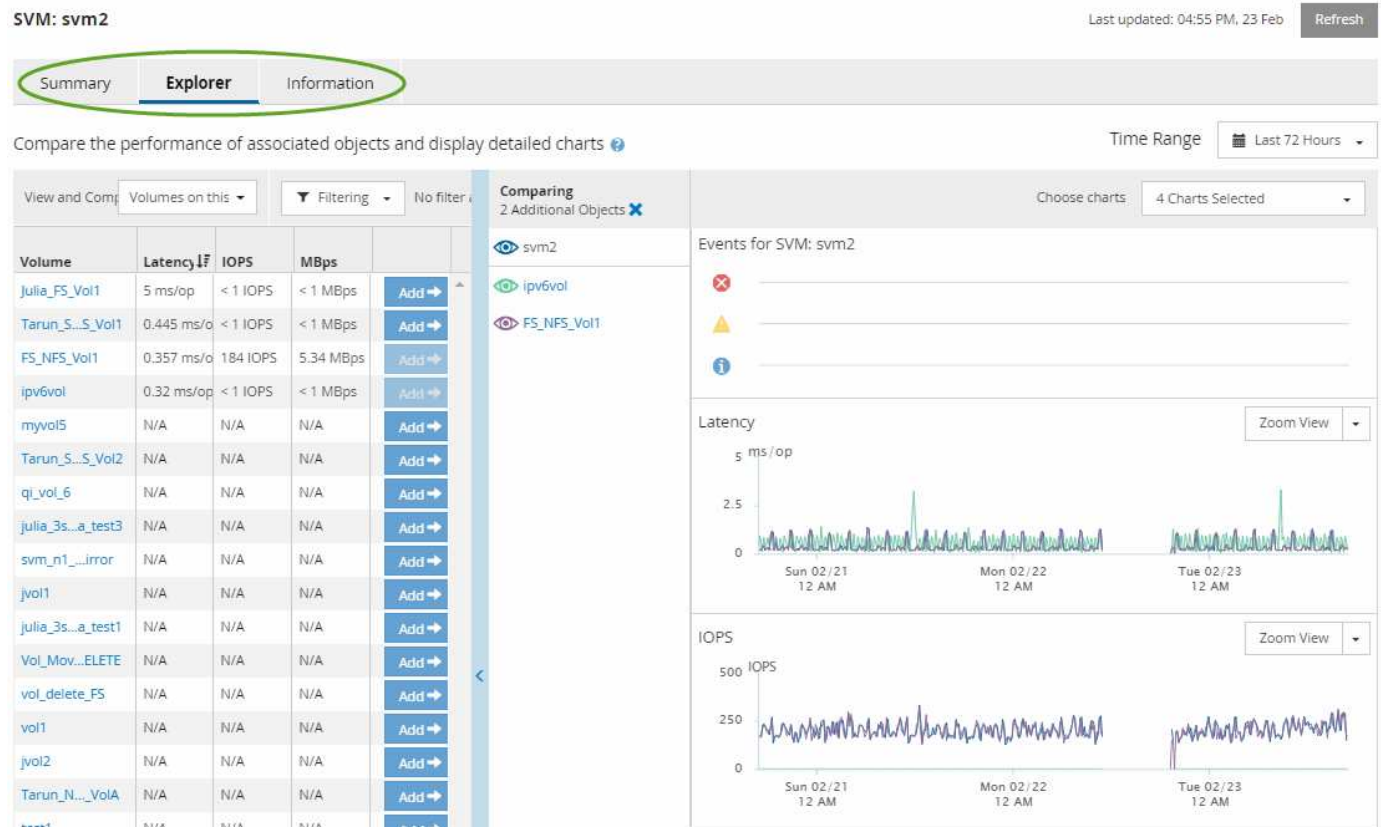 SVM: svm2
Last updated: 04:55 PM, 23 Feb Refresh
Summary Explorer Information
Compare the performance of associated objects and display detailed charts ?
Time Range Last 72 Hours
View and Comp Volumes on this Filtering No filter
Comparing
2 Additional Objects
Choose charts 4 Charts Selected
Volume Latency IOPS MBps
Julia_FS_Vol1 5 ms/op < 1 IOPS < 1 MBps Add
Tarun_S...S_Vol1 0.445 ms/o < 1 IOPS < 1 MBps Add
FS_NFS_Vol1 0.357 ms/o 184 IOPS 5.34 MBps Add
ipv6vol 0.32 ms/op < 1 IOPS < 1 MBps Add
myvol5 N/A N/A N/A Add
Tarun_S...S_Vol2 N/A N/A N/A Add
qi_vol_6 N/A N/A N/A Add
julia_3s...a_test3 N/A N/A N/A Add
svm_n1_...irror N/A N/A N/A Add
jvol1 N/A N/A N/A Add
julia_3s...a_test1 N/A N/A N/A Add
Vol_Mov...ELETE N/A N/A N/A Add
vol_delete_FS N/A N/A N/A Add
vol1 N/A N/A N/A Add
jvol2 N/A N/A N/A Add
Tarun_N..._VolA N/A N/A N/A Add
svm2
ipv6vol
FS_NFS_Vol1
Events for SVM: svm2
Latency Zoom View
5 ms/op
2.5
0
Sun 02/21 Mon 02/22 Tue 02/23
12 AM 12 AM 12 AM
IOPS Zoom View
500 IOPS
250
0
Sun 02/21 Mon 02/22 Tue 02/23
12 AM 12 AM 12 AM